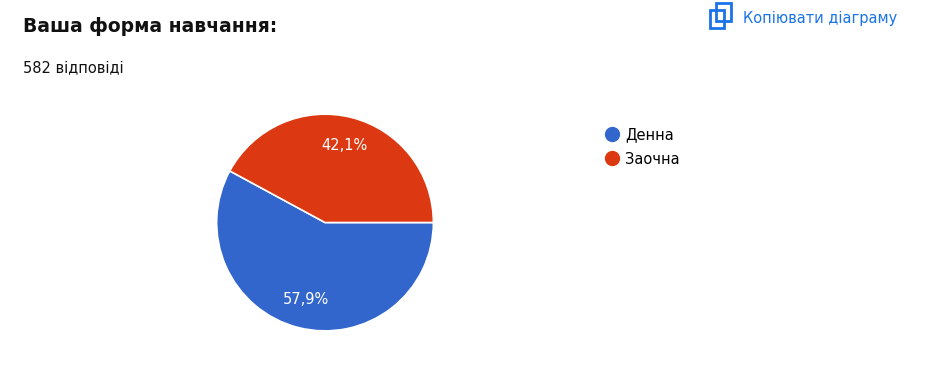 Ваша форма навчання:
Копіювати діаграму
582 відповіді
42,1%
57,9%
Денна
Заочна